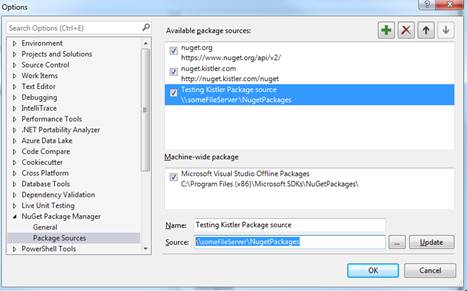 Options
Search Options (Ctrl+E)
Environment
Projects and Solutions
Source Control
Work Items
Text Editor
Debugging
IntelliTrace
Performance Tools
.NET Portability Analyzer
Azure Data Lake
Code Compare
CodeKicker
Cross Platform
Database Tools
Dependency Validation
Live Unit Testing
NuGet Package Manager
General
Package Sources
PowerShell Tools
Available package sources:
nuget.org
https://www.nuget.org/api/v2/
nuget.kistler.com
http://nuget.kistler.com/nuget
Testing Kistler Package source
\\someFileServer\NugetPackages
Machine-wide package
Microsoft Visual Studio Offline Packages
C:\Program Files (x86)\Microsoft SDKs\NuGetPackages\
Name: Testing Kistler Package source
Source: \\someFileServer\NugetPackages ... Update
OK Cancel